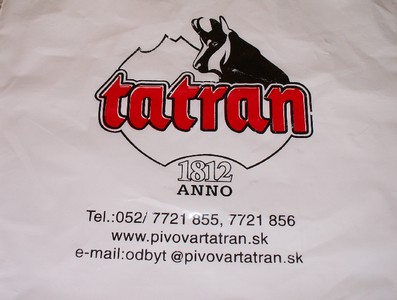 tatran
1812
ANNO
Tel.:052/ 7721 855, 7721 856
www.pivovartatran.sk
e-mail:odbyt @pivovartatran.sk